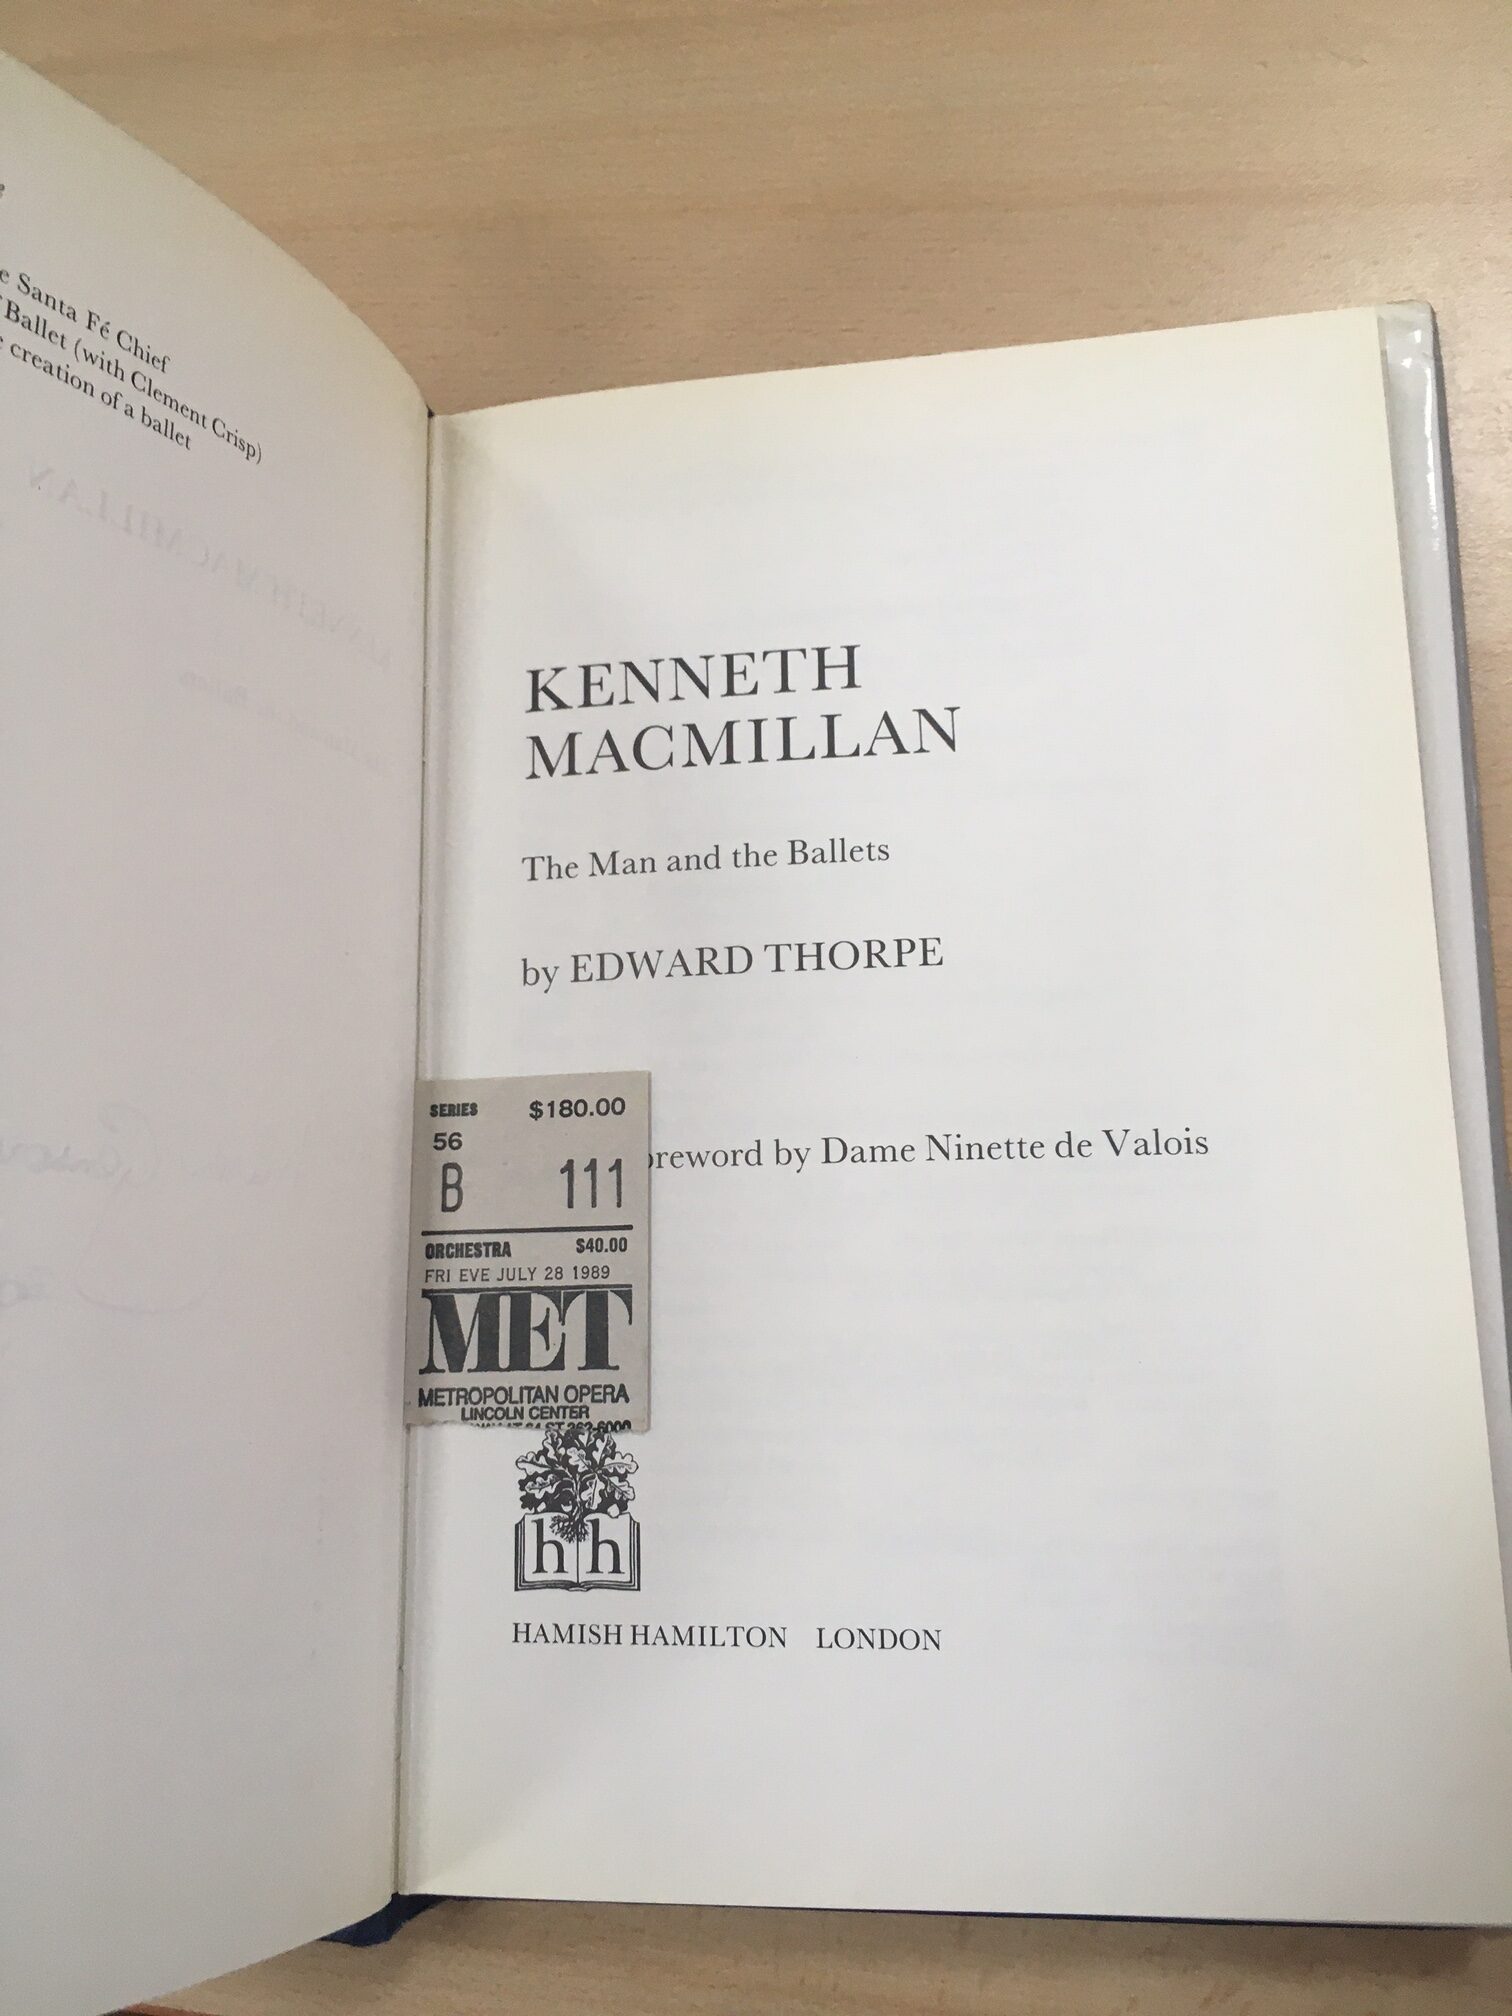 e Santa Fé Chief
Ballet (with Clement Crisp)
creation of a ballet
KENNETH
MACMILLAN
The Man and the Ballets
by EDWARD THORPE
SERIES $180.00
56
B 111
ORCHESTRA $40.00
FRI EVE JULY 28 1989
MET
METROPOLITAN OPERA
LINCOLN CENTER
oreword by Dame Ninette de Valois
h h
HAMISH HAMILTON LONDON